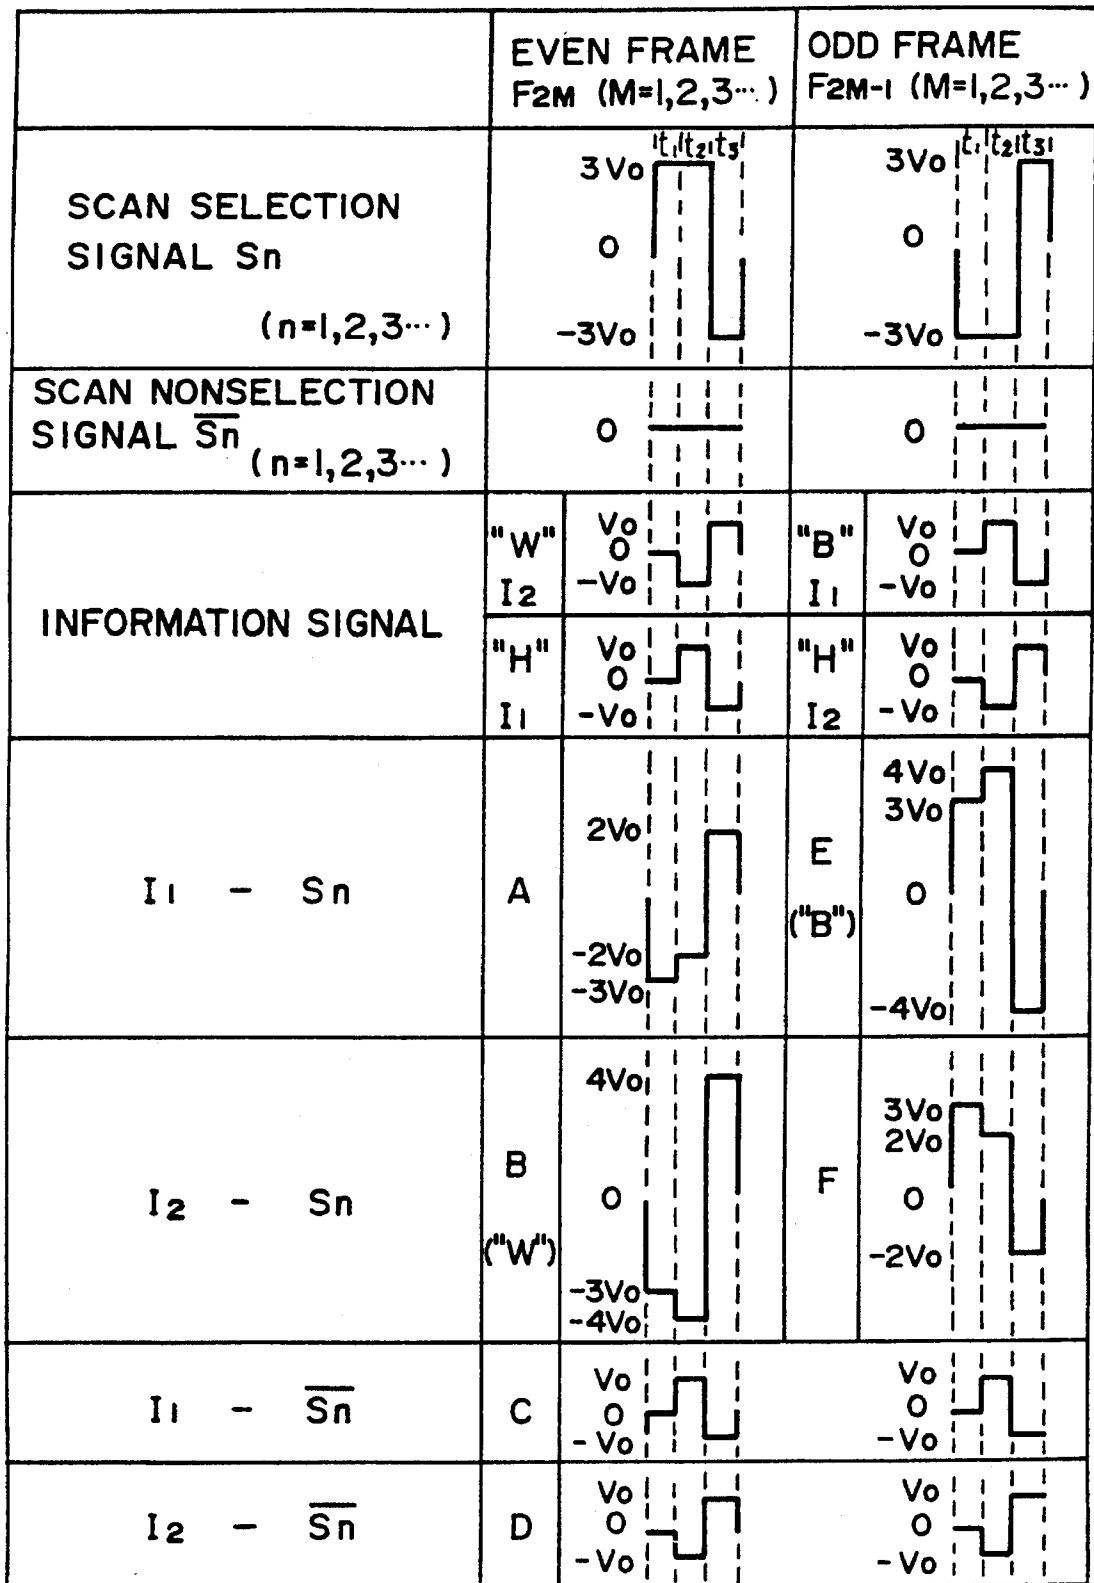 EVEN FRAME
F2M (M=1,2,3···)
ODD FRAME
F2M-1 (M=1,2,3···)
SCAN SELECTION
SIGNAL Sn
(n=1,2,3···)
t1 t2 t3
3Vo
0
-3Vo
t1 t2 t3
3Vo
0
-3Vo
SCAN NONSELECTION
SIGNAL S̅n̅
(n=1,2,3···)
0
0
INFORMATION SIGNAL
"W"
I2
Vo
0
-Vo
"B"
I1
Vo
0
-Vo
"H"
I1
Vo
0
-Vo
"H"
I2
Vo
0
-Vo
I1 - Sn
A
2Vo
-2Vo
-3Vo
E
("B")
4Vo
3Vo
0
-4Vo
I2 - Sn
B
("W")
4Vo
0
-3Vo
-4Vo
F
3Vo
2Vo
0
-2Vo
I1 - S̅n̅
C
Vo
0
-Vo
Vo
0
-Vo
I2 - S̅n̅
D
Vo
0
-Vo
Vo
0
-Vo